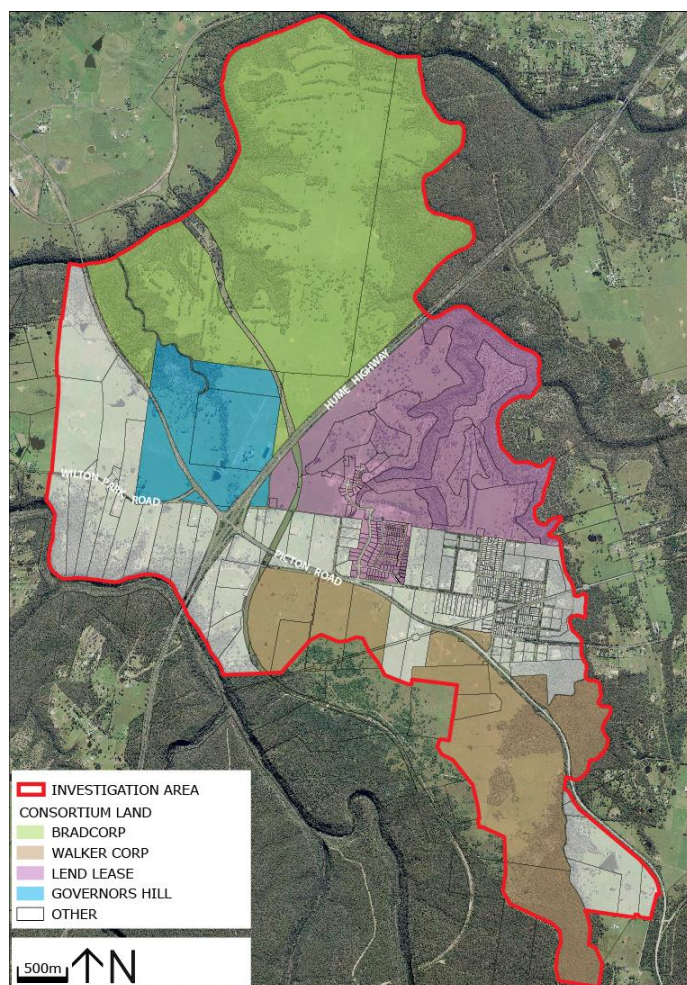 HUME HIGHWAY
WILTON PARK ROAD
PICTON ROAD
INVESTIGATION AREA
CONSORTIUM LAND
BRADCORP
WALKER CORP
LEND LEASE
GOVERNORS HILL
OTHER
500m N